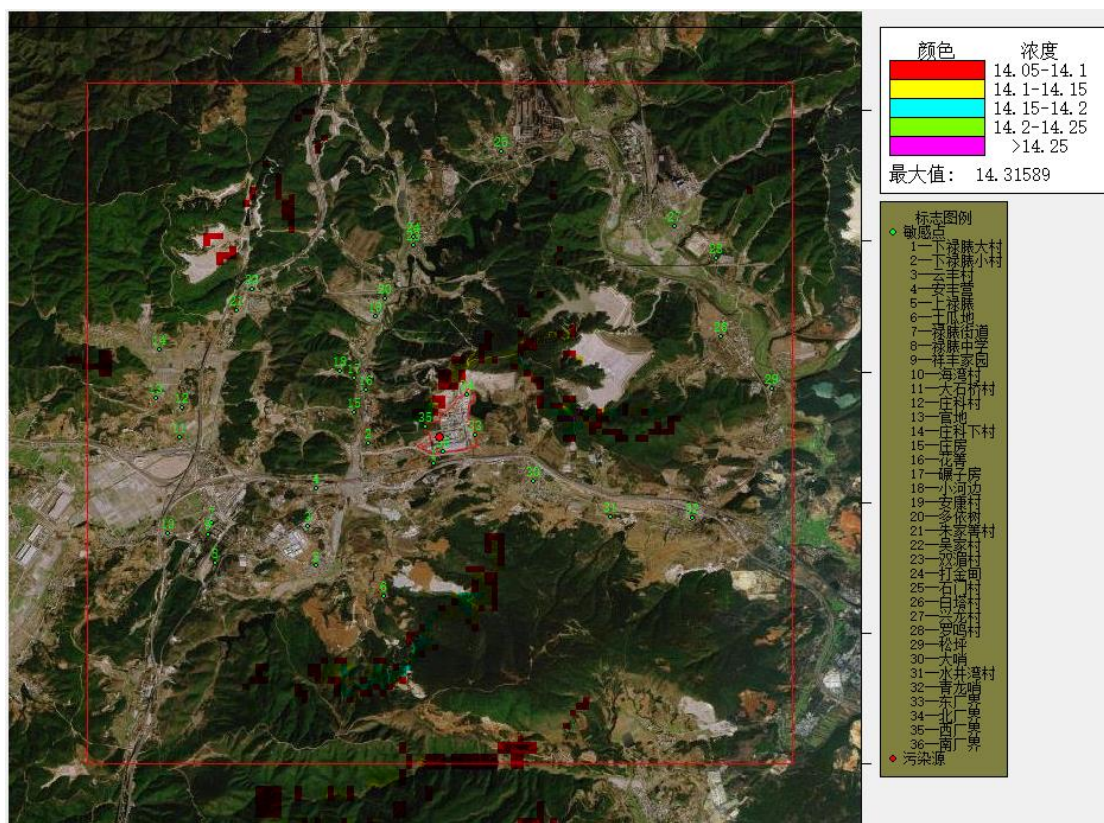 颜色 浓度
14.05-14.1
14.1-14.15
14.15-14.2
14.2-14.25
>14.25
最大值: 14.31589
标志图例
敏感点
1—下禄脿大村
2—下禄脿小村
3—云丰村
4—安丰营
5—上禄脿
6—土瓜地
7—禄脿街道
8—禄脿中学
9—祥丰家园
10—海湾村
11—大石桥村
12—庄科村
13—官地
14—庄科下村
15—庄房
16—花箐
17—碾子房
18—小河边
19—安康村
20—多依树
21—朱家箐村
22—吴家村
23—双湄村
24—打金甸
25—石门村
26—白塔村
27—兴龙村
28—罗鸣村
29—松坪
30—大哨
31—水井湾村
32—青龙哨
33—东厂界
34—北厂界
35—西厂界
36—南厂界
污染源